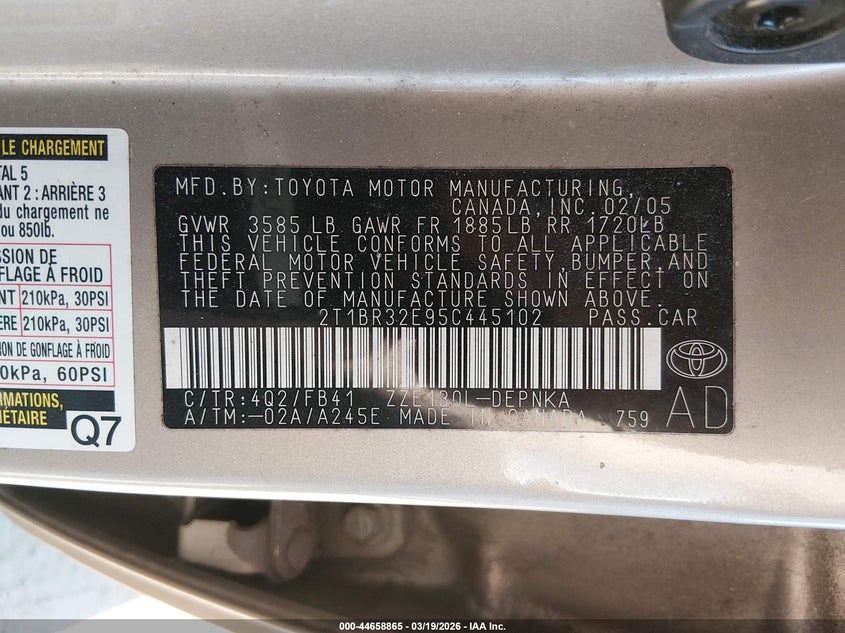 LE CHARGEMENT
TAL 5
ANT 2 : ARRIÈRE 3
du chargement ne
ou 850lb.
SSION DE
NFLAGE À FROID
NT 210kPa, 30PSI
ÈRE 210kPa, 30PSI
ION DE GONFLAGE À FROID
0kPa, 60PSI
FORMATIONS,
RIETAIRE
Q7
MFD. BY: TOYOTA MOTOR MANUFACTURING,
CANADA, INC. 02/05
GVWR 3585 LB GAWR FR 1885LB RR 1720LB
THIS VEHICLE CONFORMS TO ALL APPLICABLE
FEDERAL MOTOR VEHICLE SAFETY, BUMPER, AND
THEFT PREVENTION STANDARDS IN EFFECT ON
THE DATE OF MANUFACTURE SHOWN ABOVE.
2T1BR32E95C445102 PASS. CAR
C/TR: 4Q2/FB41 ZZE130L-DEPNKA
A/TM:-02A/A245E MADE IN CANADA 759
AD
000-44658865 - 03/19/2026 - IAA Inc.